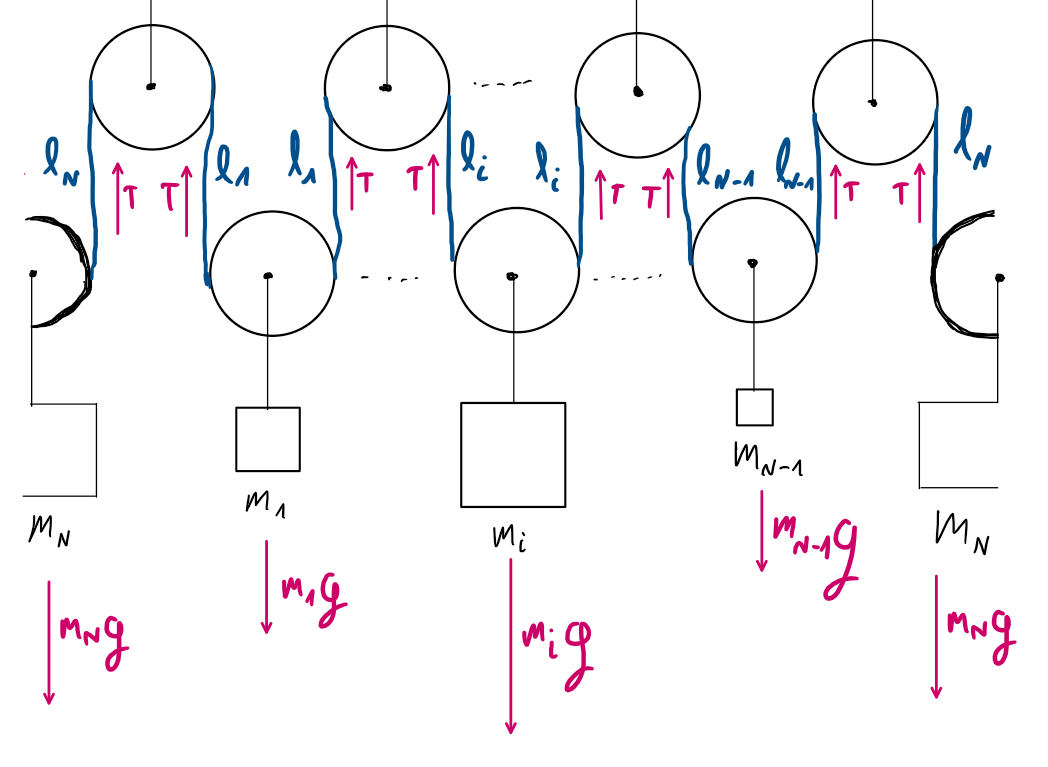 l_N T T l_1 l_1 T T l_i l_i T T l_{N-1} l_{N-1} T T l_N
m_N m_1 m_i m_{N-1} m_N
m_N g m_1 g m_i g m_{N-1} g m_N g